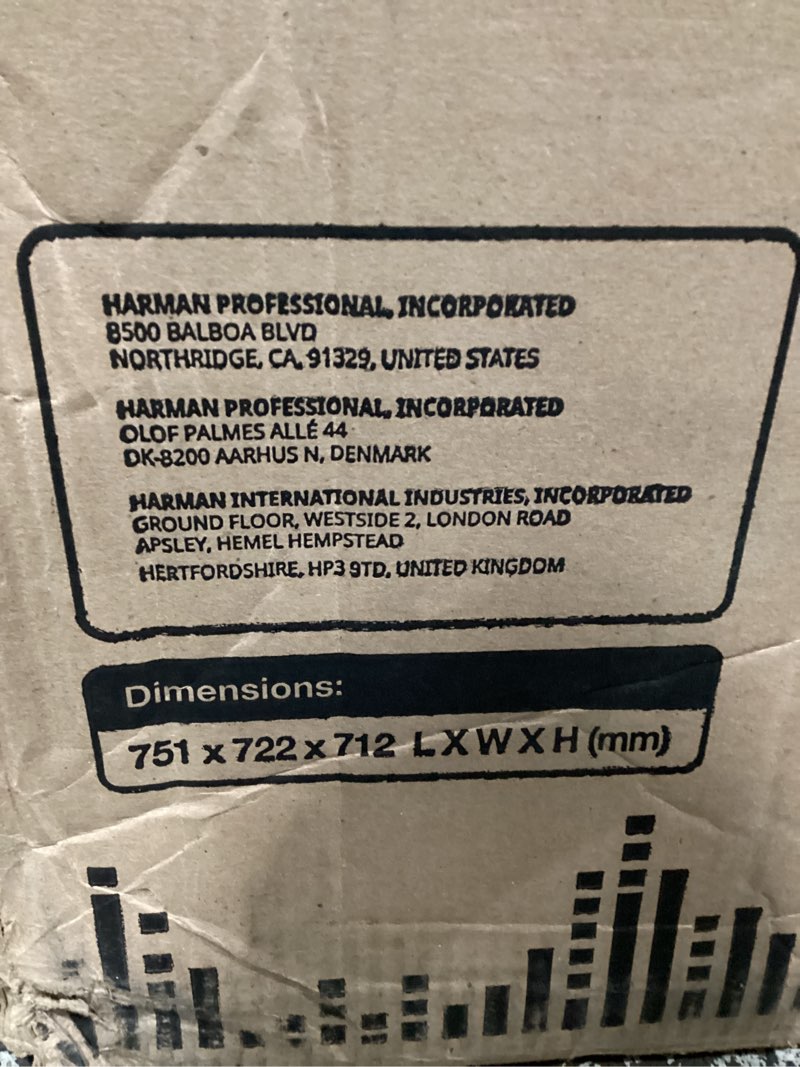 HARMAN PROFESSIONAL, INCORPORATED
8500 BALBOA BLVD
NORTHRIDGE, CA. 91329, UNITED STATES
HARMAN PROFESSIONAL, INCORPORATED
OLOF PALMES ALLÉ 44
DK-8200 AARHUS N, DENMARK
HARMAN INTERNATIONAL INDUSTRIES, INCORPORATED
GROUND FLOOR, WESTSIDE 2, LONDON ROAD
APSLEY, HEMEL HEMPSTEAD
HERTFORDSHIRE, HP3 9TD, UNITED KINGDOM
Dimensions:
751 x 722 x 712 L X W X H (mm)